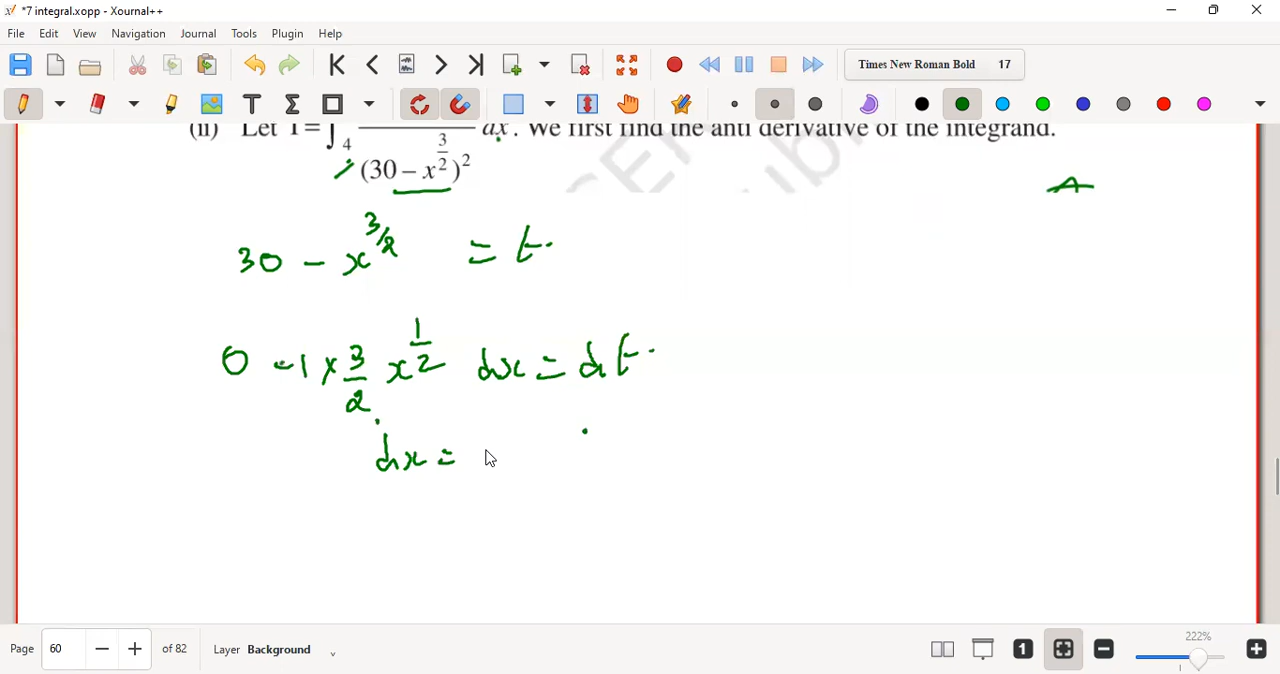 *7 integral.xopp - Xournal++
File Edit View Navigation Journal Tools Plugin Help
Times New Roman Bold 17
(ii) Let I = ∫ 4 dx. We first find the anti derivative of the integrand.
(30 – x^(3/2))^2
30 - x^(3/2) = t
0 -1 × 3/2 x^(1/2) dx = dt
dx =
Page 60 of 82 Layer Background 222%